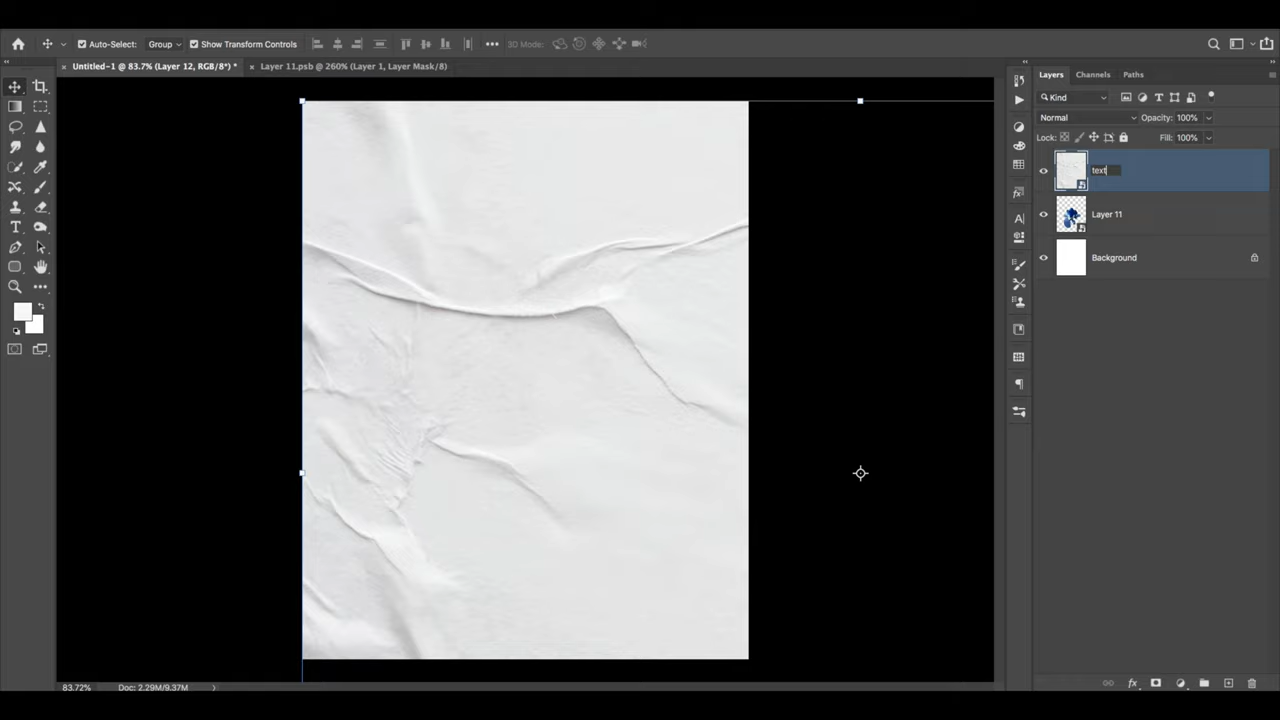 Auto-Select: Group Show Transform Controls 3D Mode:
Untitled-1 @ 83.7% (Layer 12, RGB/8*) * Layer 11.psb @ 260% (Layer 1, Layer Mask/8)
Layers Channels Paths
Kind
Normal Opacity: 100%
Lock: Fill: 100%
text
Layer 11
Background
83.72% Doc: 2.29M/9.37M